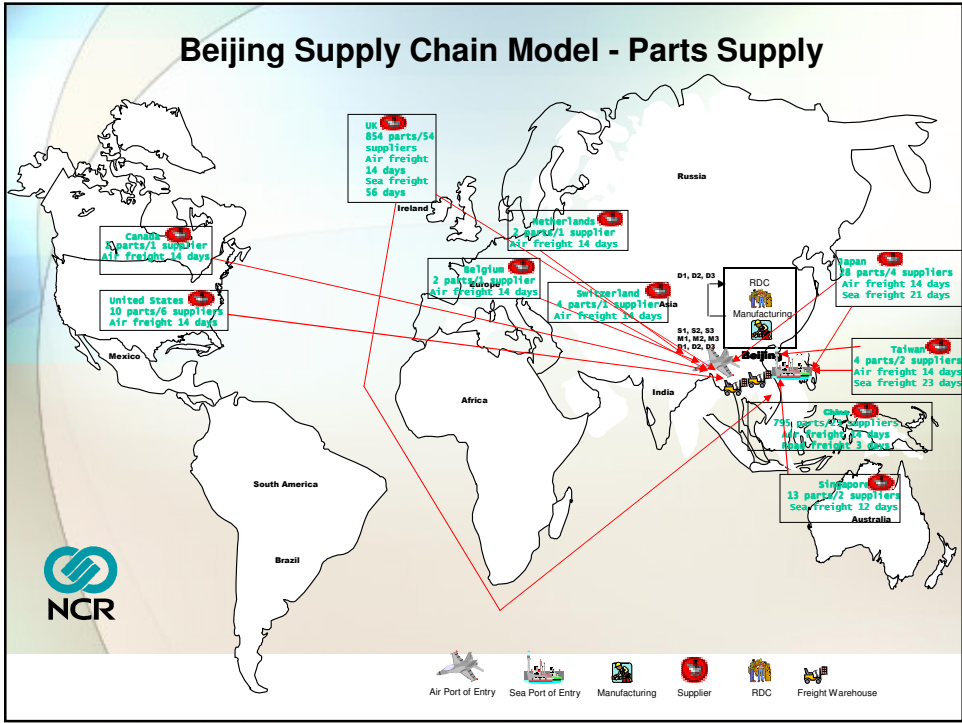 Beijing Supply Chain Model - Parts Supply
UK
854 parts/54
suppliers
Air freight
14 days
Sea freight
56 days
Ireland
Russia
Netherlands
2 parts/1 supplier
Air freight 14 days
Canada
parts/1 supplier
Air freight 14 days
Belgium
2 parts/1 supplier
Air freight 14 days
Europe
United States
10 parts/6 suppliers
Air freight 14 days
Switzerland
4 parts/1 supplier
Air freight 14 days
Asia
D1, D2, D3
RDC
Manufacturing
S1, S2, S3
M1, M2, M3
D1, D2, D3
Beijin
Japan
28 parts/4 suppliers
Air freight 14 days
Sea freight 21 days
Taiwan
4 parts/2 suppliers
Air freight 14 days
Sea freight 23 days
Mexico
Africa
India
China
suppliers
Air freight 14 days
Road freight 3 days
Singapore
13 parts/2 suppliers
Sea freight 12 days
Australia
South America
Brazil
NCR
Air Port of Entry
Sea Port of Entry
Manufacturing
Supplier
RDC
Freight Warehouse